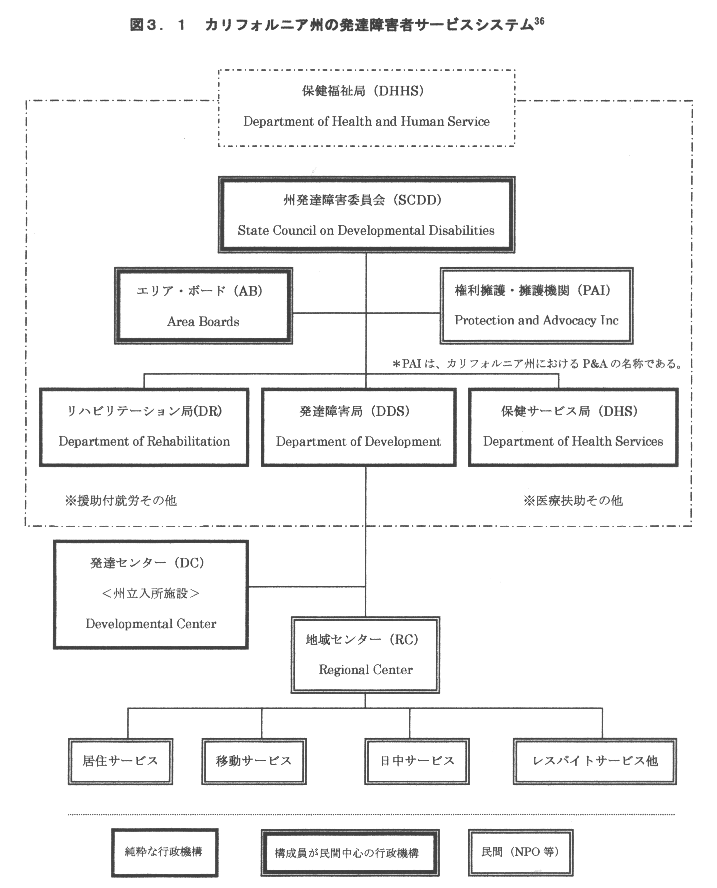 図３．１　カリフォルニア州の発達障害者サービスシステム36
保健福祉局（DHHS）
Department of Health and Human Service
州発達障害委員会（SCDD）
State Council on Developmental Disabilities
エリア・ボード（AB）
Area Boards
権利擁護・擁護機関（PAI）
Protection and Advocacy Inc
＊PAIは、カリフォルニア州におけるP&Aの名称である。
リハビリテーション局(DR)
Department of Rehabilitation
発達障害局（DDS）
Department of Development
保健サービス局（DHS）
Department of Health Services
※援助付就労その他
※医療扶助その他
発達センター（DC）
＜州立入所施設＞
Developmental Center
地域センター（RC）
Regional Center
居住サービス
移動サービス
日中サービス
レスパイトサービス他
純粋な行政機構
構成員が民間中心の行政機構
民間（NPO等）